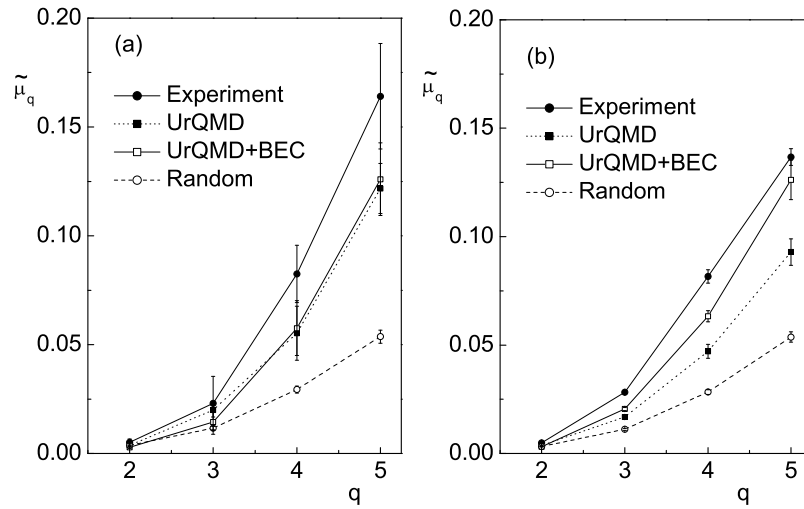 0.20
0.15
0.10
0.05
0.00
μ̃q
(a)
Experiment
UrQMD
UrQMD+BEC
Random
2 3 4 5
q
0.20
0.15
0.10
0.05
0.00
μ̃q
(b)
Experiment
UrQMD
UrQMD+BEC
Random
2 3 4 5
q